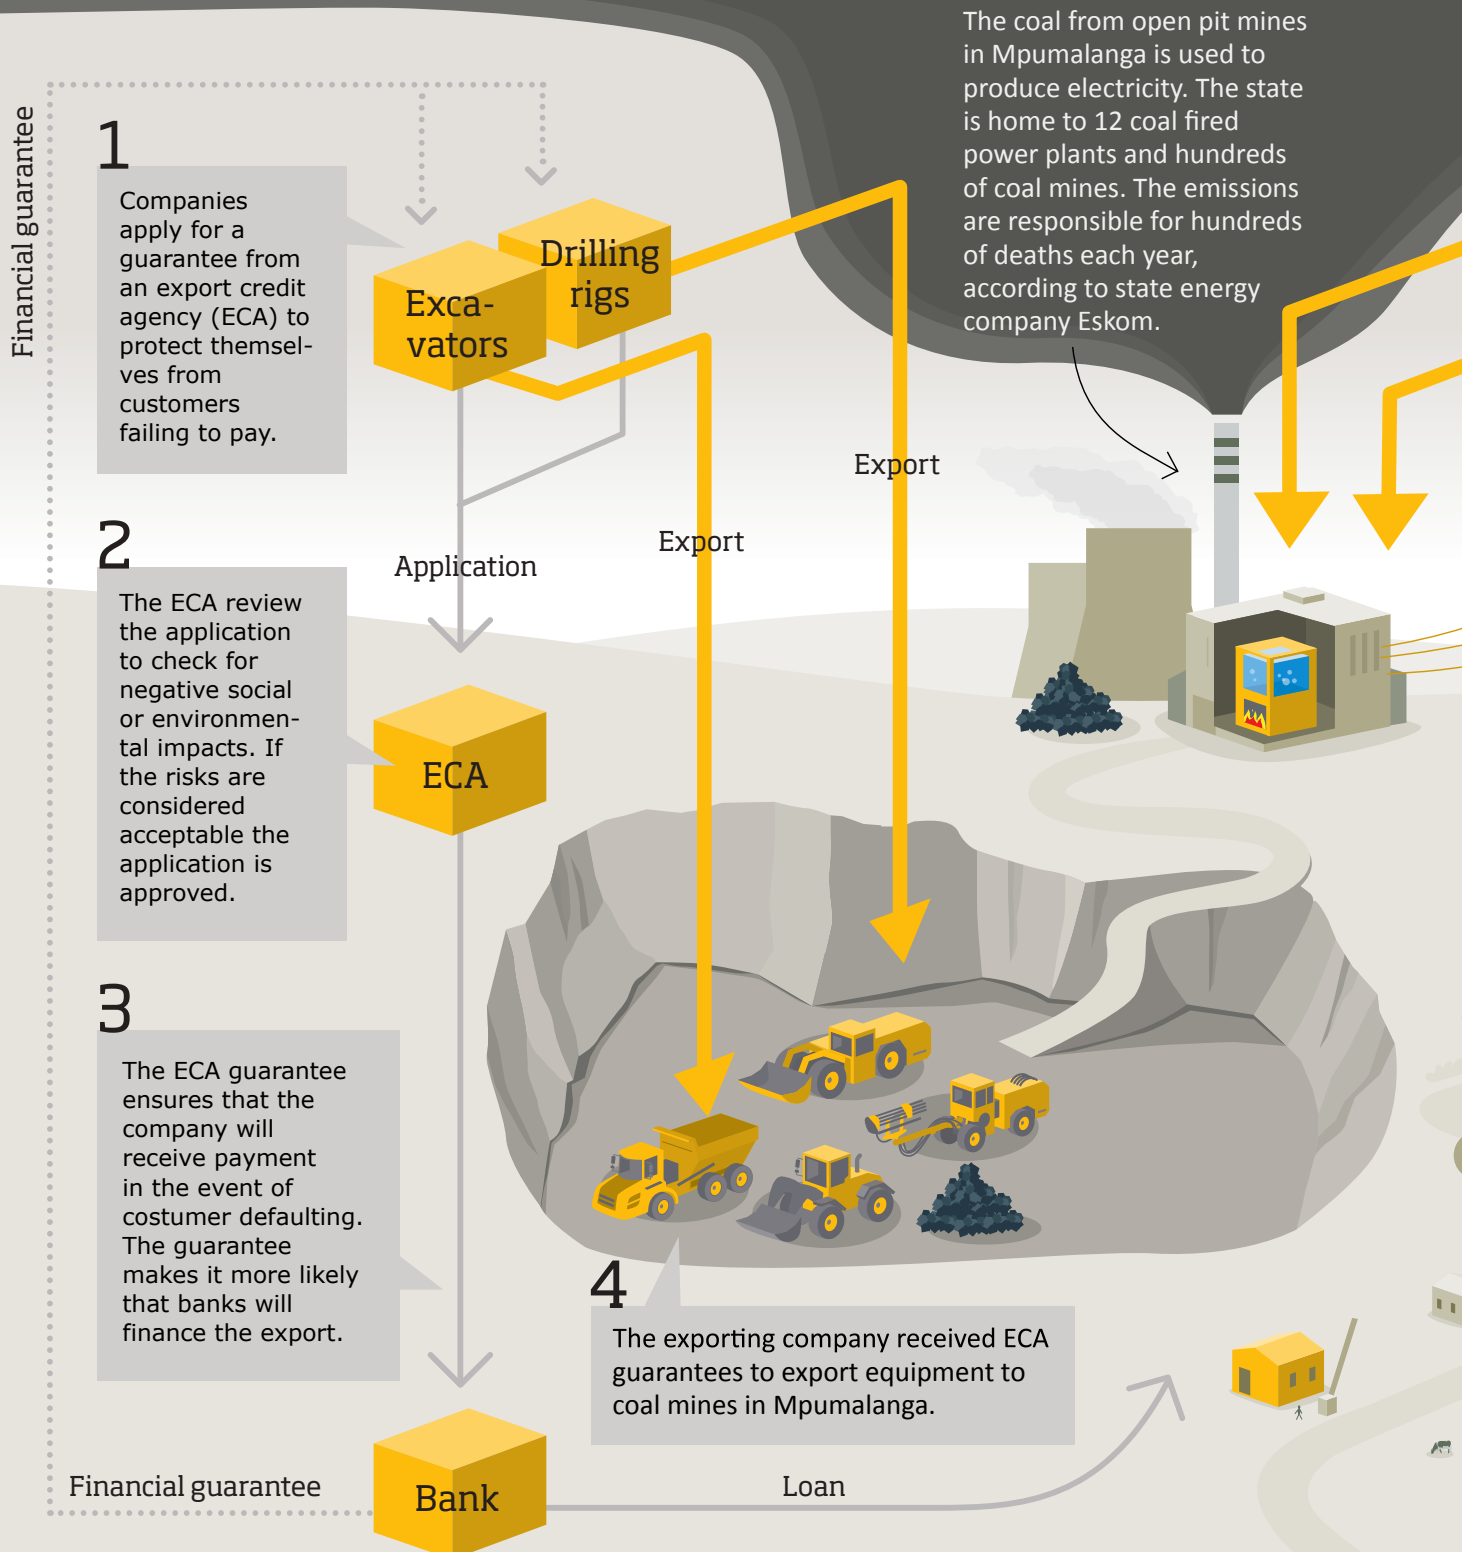 The coal from open pit mines
in Mpumalanga is used to
produce electricity. The state
is home to 12 coal fired
power plants and hundreds
of coal mines. The emissions
are responsible for hundreds
of deaths each year,
according to state energy
company Eskom.
Financial guarantee
1
Companies
apply for a
guarantee from
an export credit
agency (ECA) to
protect themsel-
ves from
customers
failing to pay.
Drilling
rigs
Exca-
vators
Export
Export
Application
2
The ECA review
the application
to check for
negative social
or environmen-
tal impacts. If
the risks are
considered
acceptable the
application is
approved.
ECA
3
The ECA guarantee
ensures that the
company will
receive payment
in the event of
costumer defaulting.
The guarantee
makes it more likely
that banks will
finance the export.
4
The exporting company received ECA
guarantees to export equipment to
coal mines in Mpumalanga.
Financial guarantee
Bank
Loan